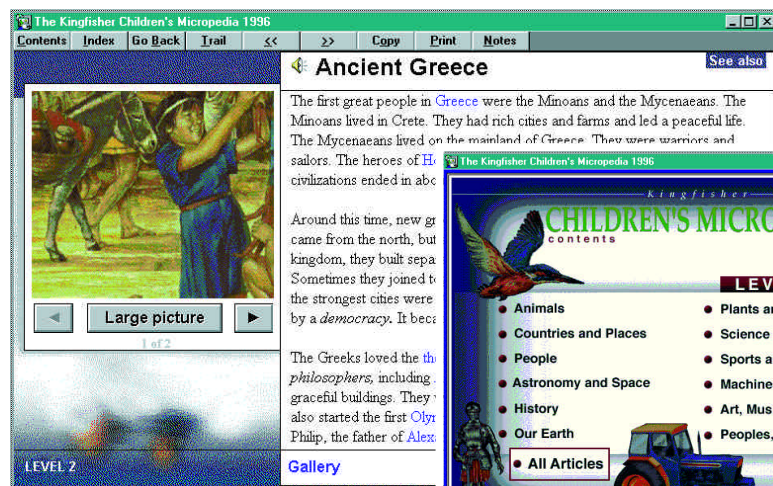 The Kingfisher Children's Micropedia 1996
Contents Index Go Back Trail << >> Copy Print Notes
Ancient Greece
See also
The first great people in Greece were the Minoans and the Mycenaeans. The
Minoans lived in Crete. They had rich cities and farms and led a peaceful life.
The Mycenaeans lived on the mainland of Greece. They were warriors and
sailors. The heroes of
civilizations ended in
Around this time, new
came from the north, but
kingdom, they built
Sometimes they joined
the strongest cities were
by a democracy. It
The Greeks loved the
philosophers, including
graceful buildings. They
also started the first
Philip, the father of
Gallery
Large picture
1 of 2
LEVEL 2
The Kingfisher Children's Micropedia 1996
Kingfisher
CHILDREN'S MICRO
contents
LEV
Animals
Countries and Places
People
Astronomy and Space
History
Our Earth
All Articles
Plants
Science
Sports
Machine
Art, Mus
Peoples,